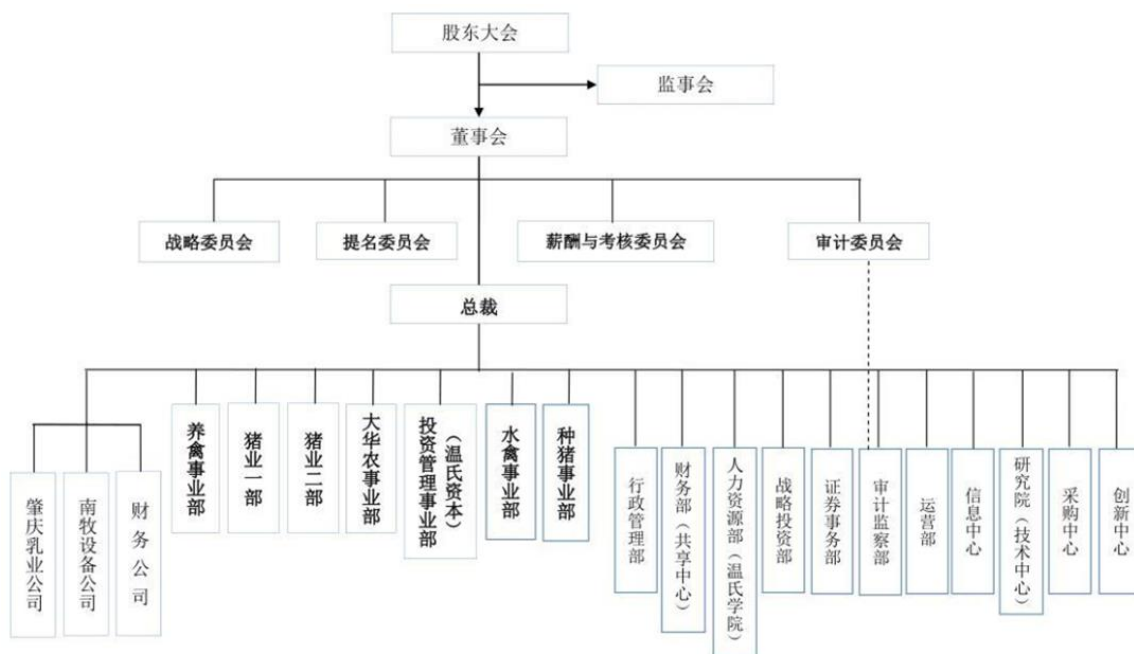 股东大会
监事会
董事会
战略委员会
提名委员会
薪酬与考核委员会
审计委员会
总裁
肇庆乳业公司
南牧设备公司
财务公司
养禽事业部
猪业一部
猪业二部
大华农事业部
投资管理事业部
（温氏资本）
水禽事业部
种猪事业部
行政管理部
财务部（共享中心）
人力资源部（温氏学院）
战略投资部
证券事务部
审计监察部
运营部
信息中心
研究院（技术中心）
采购中心
创新中心